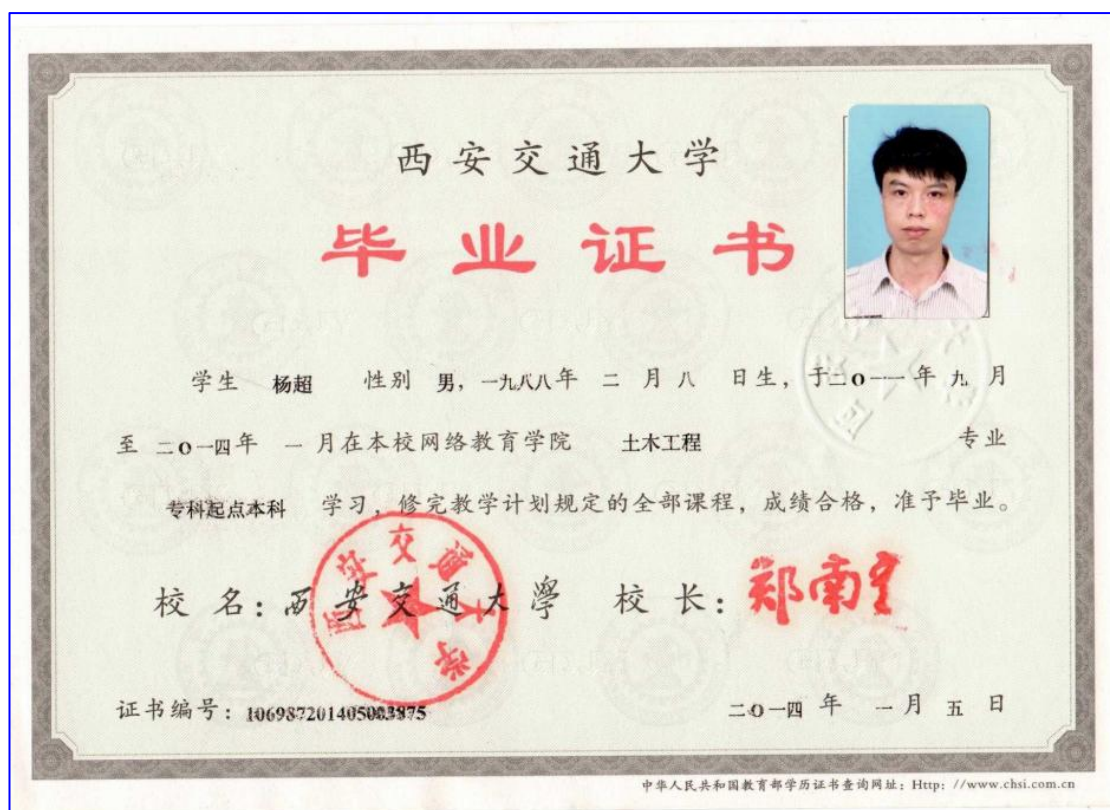 西安交通大学
毕业证书
学生 杨超 性别 男，一九八八年 二 月 八 日生，于二0一一年 九 月
至 二0一四年 一 月在本校网络教育学院 土木工程 专业
专科起点本科 学习，修完教学计划规定的全部课程，成绩合格，准予毕业。
校 名：西安交通大學 校 长：郑南宁
西安交通大学
证书编号：106987201405003875
二0一四 年 一 月 五 日
中华人民共和国教育部学历证书查询网址：Http：//www.chsi.com.cn